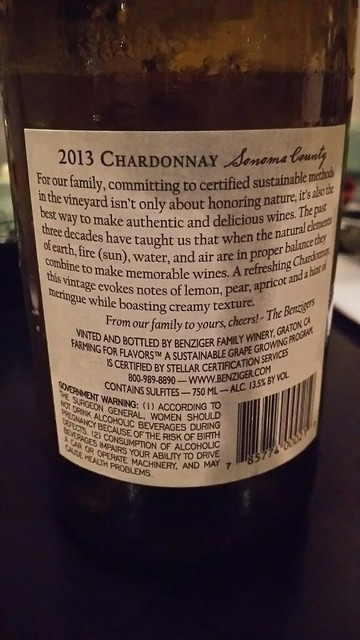 2013 CHARDONNAY Sonoma County
For our family, committing to certified sustainable methods
in the vineyard isn't only about honoring nature, it's also the
best way to make authentic and delicious wines. The past
three decades have taught us that when the natural elements
of earth, fire (sun), water, and air are in proper balance they
combine to make memorable wines. A refreshing Chardonnay,
this vintage evokes notes of lemon, pear, apricot and a hint of
meringue while boasting creamy texture.
From our family to yours, cheers! - The Benzigers
VINTED AND BOTTLED BY BENZIGER FAMILY WINERY, GRATON, CA
FARMING FOR FLAVORS™ A SUSTAINABLE GRAPE GROWING PROGRAM,
IS CERTIFIED BY STELLAR CERTIFICATION SERVICES
800-989-8890 — WWW.BENZIGER.COM
CONTAINS SULFITES — 750 ML — ALC. 13.5% BY VOL.
GOVERNMENT WARNING: (1) ACCORDING TO
THE SURGEON GENERAL, WOMEN SHOULD
NOT DRINK ALCOHOLIC BEVERAGES DURING
PREGNANCY BECAUSE OF THE RISK OF BIRTH
DEFECTS. (2) CONSUMPTION OF ALCOHOLIC
BEVERAGES IMPAIRS YOUR ABILITY TO DRIVE
A CAR OR OPERATE MACHINERY, AND MAY
CAUSE HEALTH PROBLEMS.
7 85774